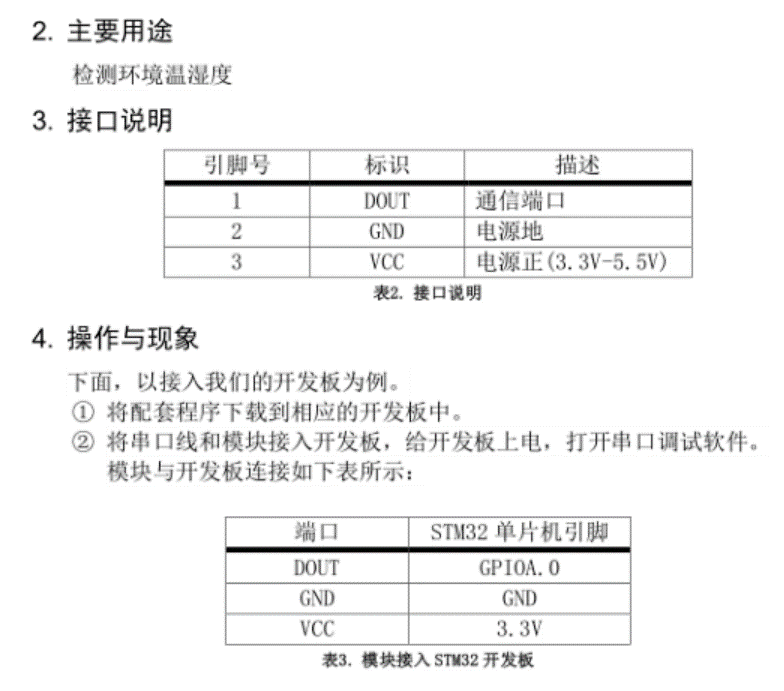 2. 主要用途
检测环境温湿度
3. 接口说明
引脚号 标识 描述
1 DOUT 通信端口
2 GND 电源地
3 VCC 电源正(3.3V-5.5V)
表2. 接口说明
4. 操作与现象
下面，以接入我们的开发板为例。
① 将配套程序下载到相应的开发板中。
② 将串口线和模块接入开发板，给开发板上电，打开串口调试软件。
模块与开发板连接如下表所示：
端口 STM32 单片机引脚
DOUT GPIOA.0
GND GND
VCC 3.3V
表3. 模块接入 STM32 开发板